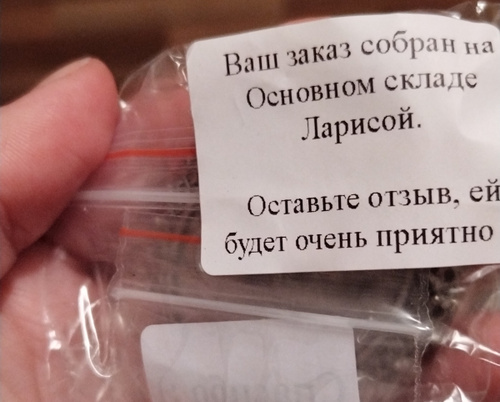 Ваш заказ собран на
Основном складе
Ларисой.
Оставьте отзыв, ей
будет очень приятно